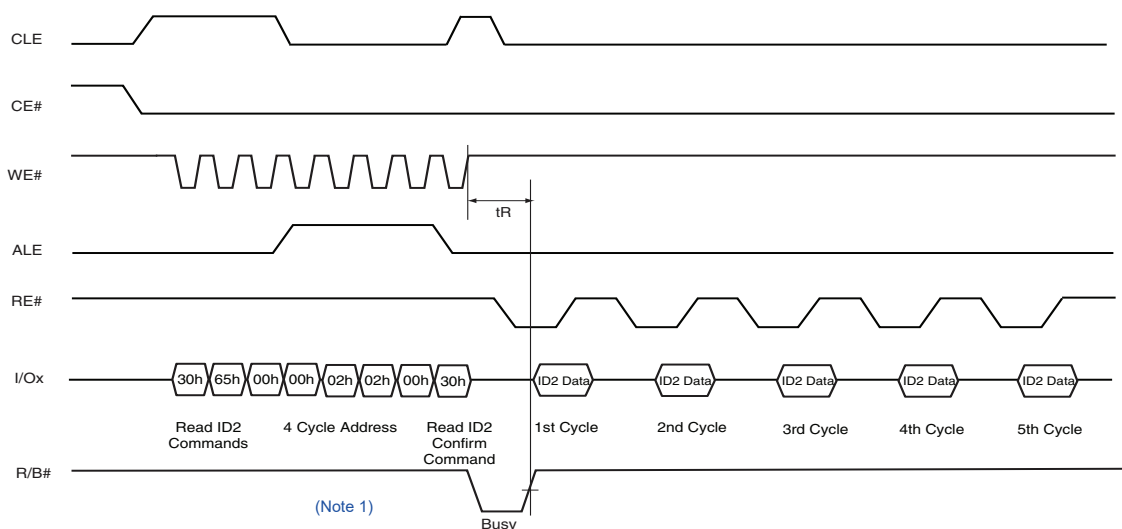 CLE
CE#
WE#
tR
ALE
RE#
I/Ox
30h 65h 00h 00h 02h 02h 00h 30h ID2 Data ID2 Data ID2 Data ID2 Data ID2 Data
Read ID2
Commands
4 Cycle Address
Read ID2
Confirm
Command
1st Cycle
2nd Cycle
3rd Cycle
4th Cycle
5th Cycle
R/B#
(Note 1)
Busy